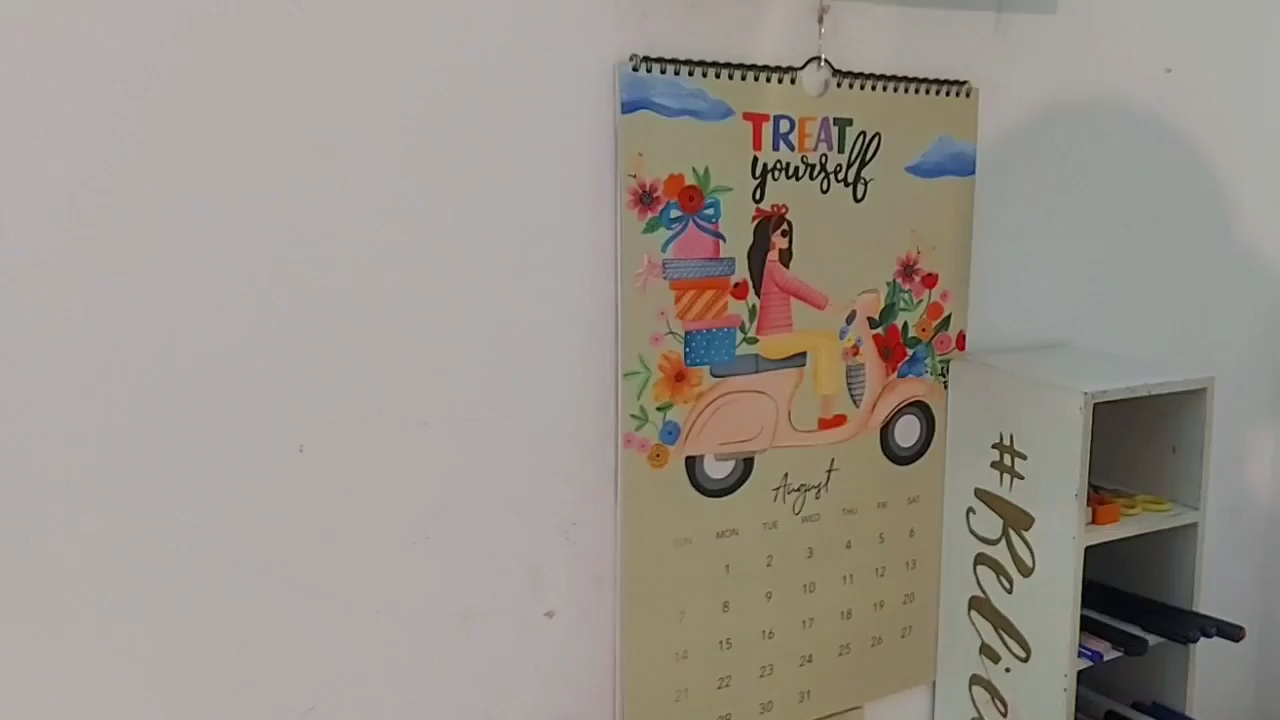 TREAT
yourself
August
SUN MON TUE WED THU FRI SAT
1 2 3 4 5 6
7 8 9 10 11 12 13
14 15 16 17 18 19 20
21 22 23 24 25 26 27
29 30 31
#Belie